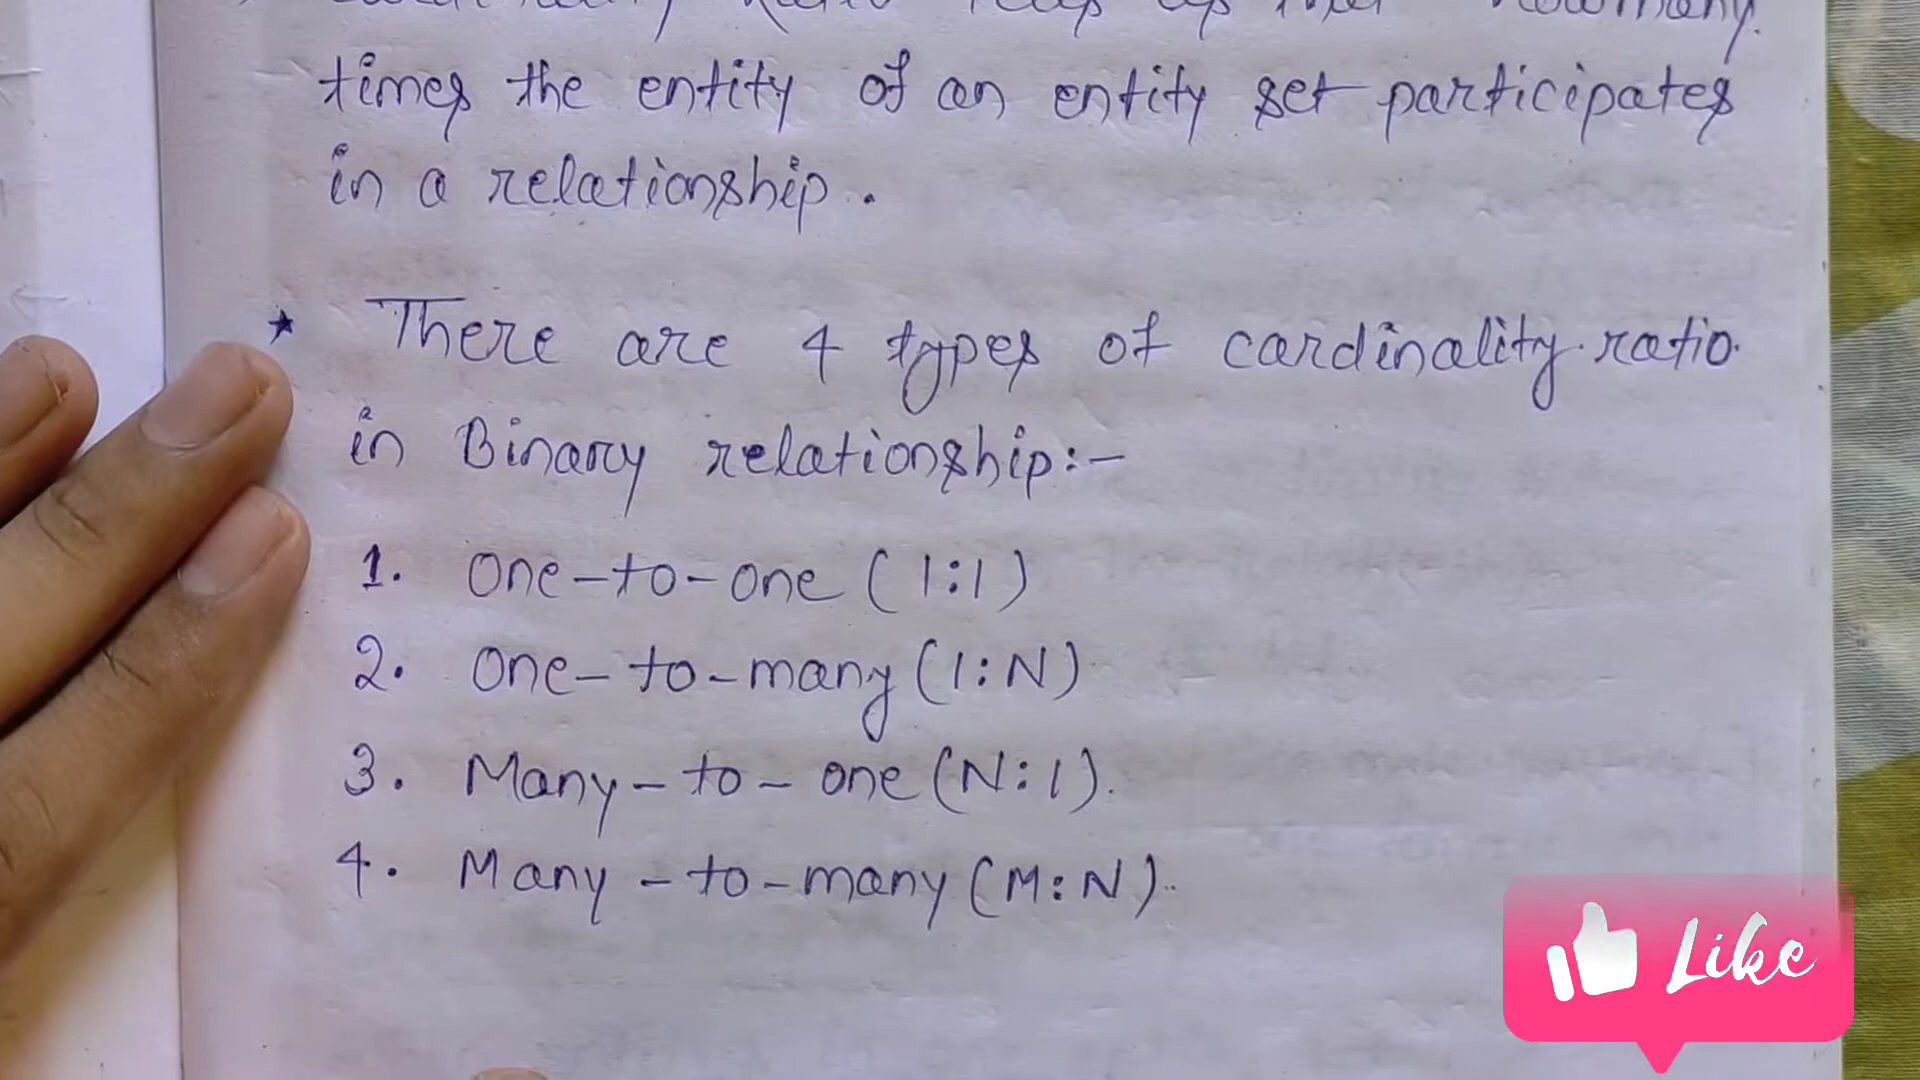 times the entity of an entity set participates
in a relationship.
* There are 4 types of cardinality ratio
in Binary relationship:-
1. One-to-one (1:1)
2. One-to-many (1:N)
3. Many-to-one (N:1).
4. Many-to-many (M:N).
Like